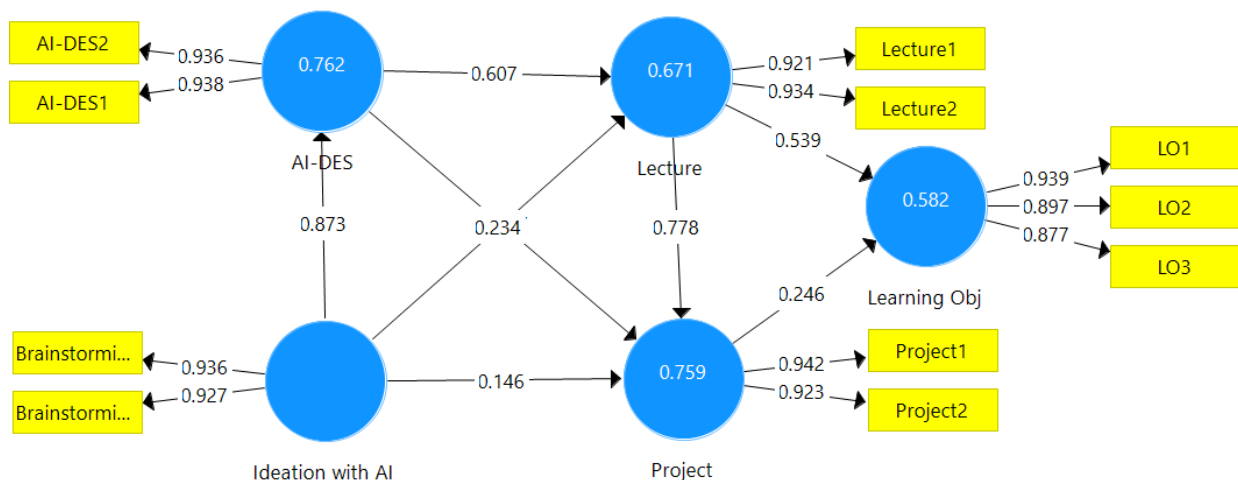 AI-DES2
0.936
0.938
AI-DES1
0.762
AI-DES
0.607
0.671
Lecture
0.921
0.934
Lecture1
Lecture2
0.539
0.873
0.234
0.778
0.582
Learning Obj
0.939
0.897
0.877
LO1
LO2
LO3
0.246
Brainstormi...
0.936
0.927
Brainstormi...
Ideation with AI
0.146
0.759
Project
0.942
0.923
Project1
Project2